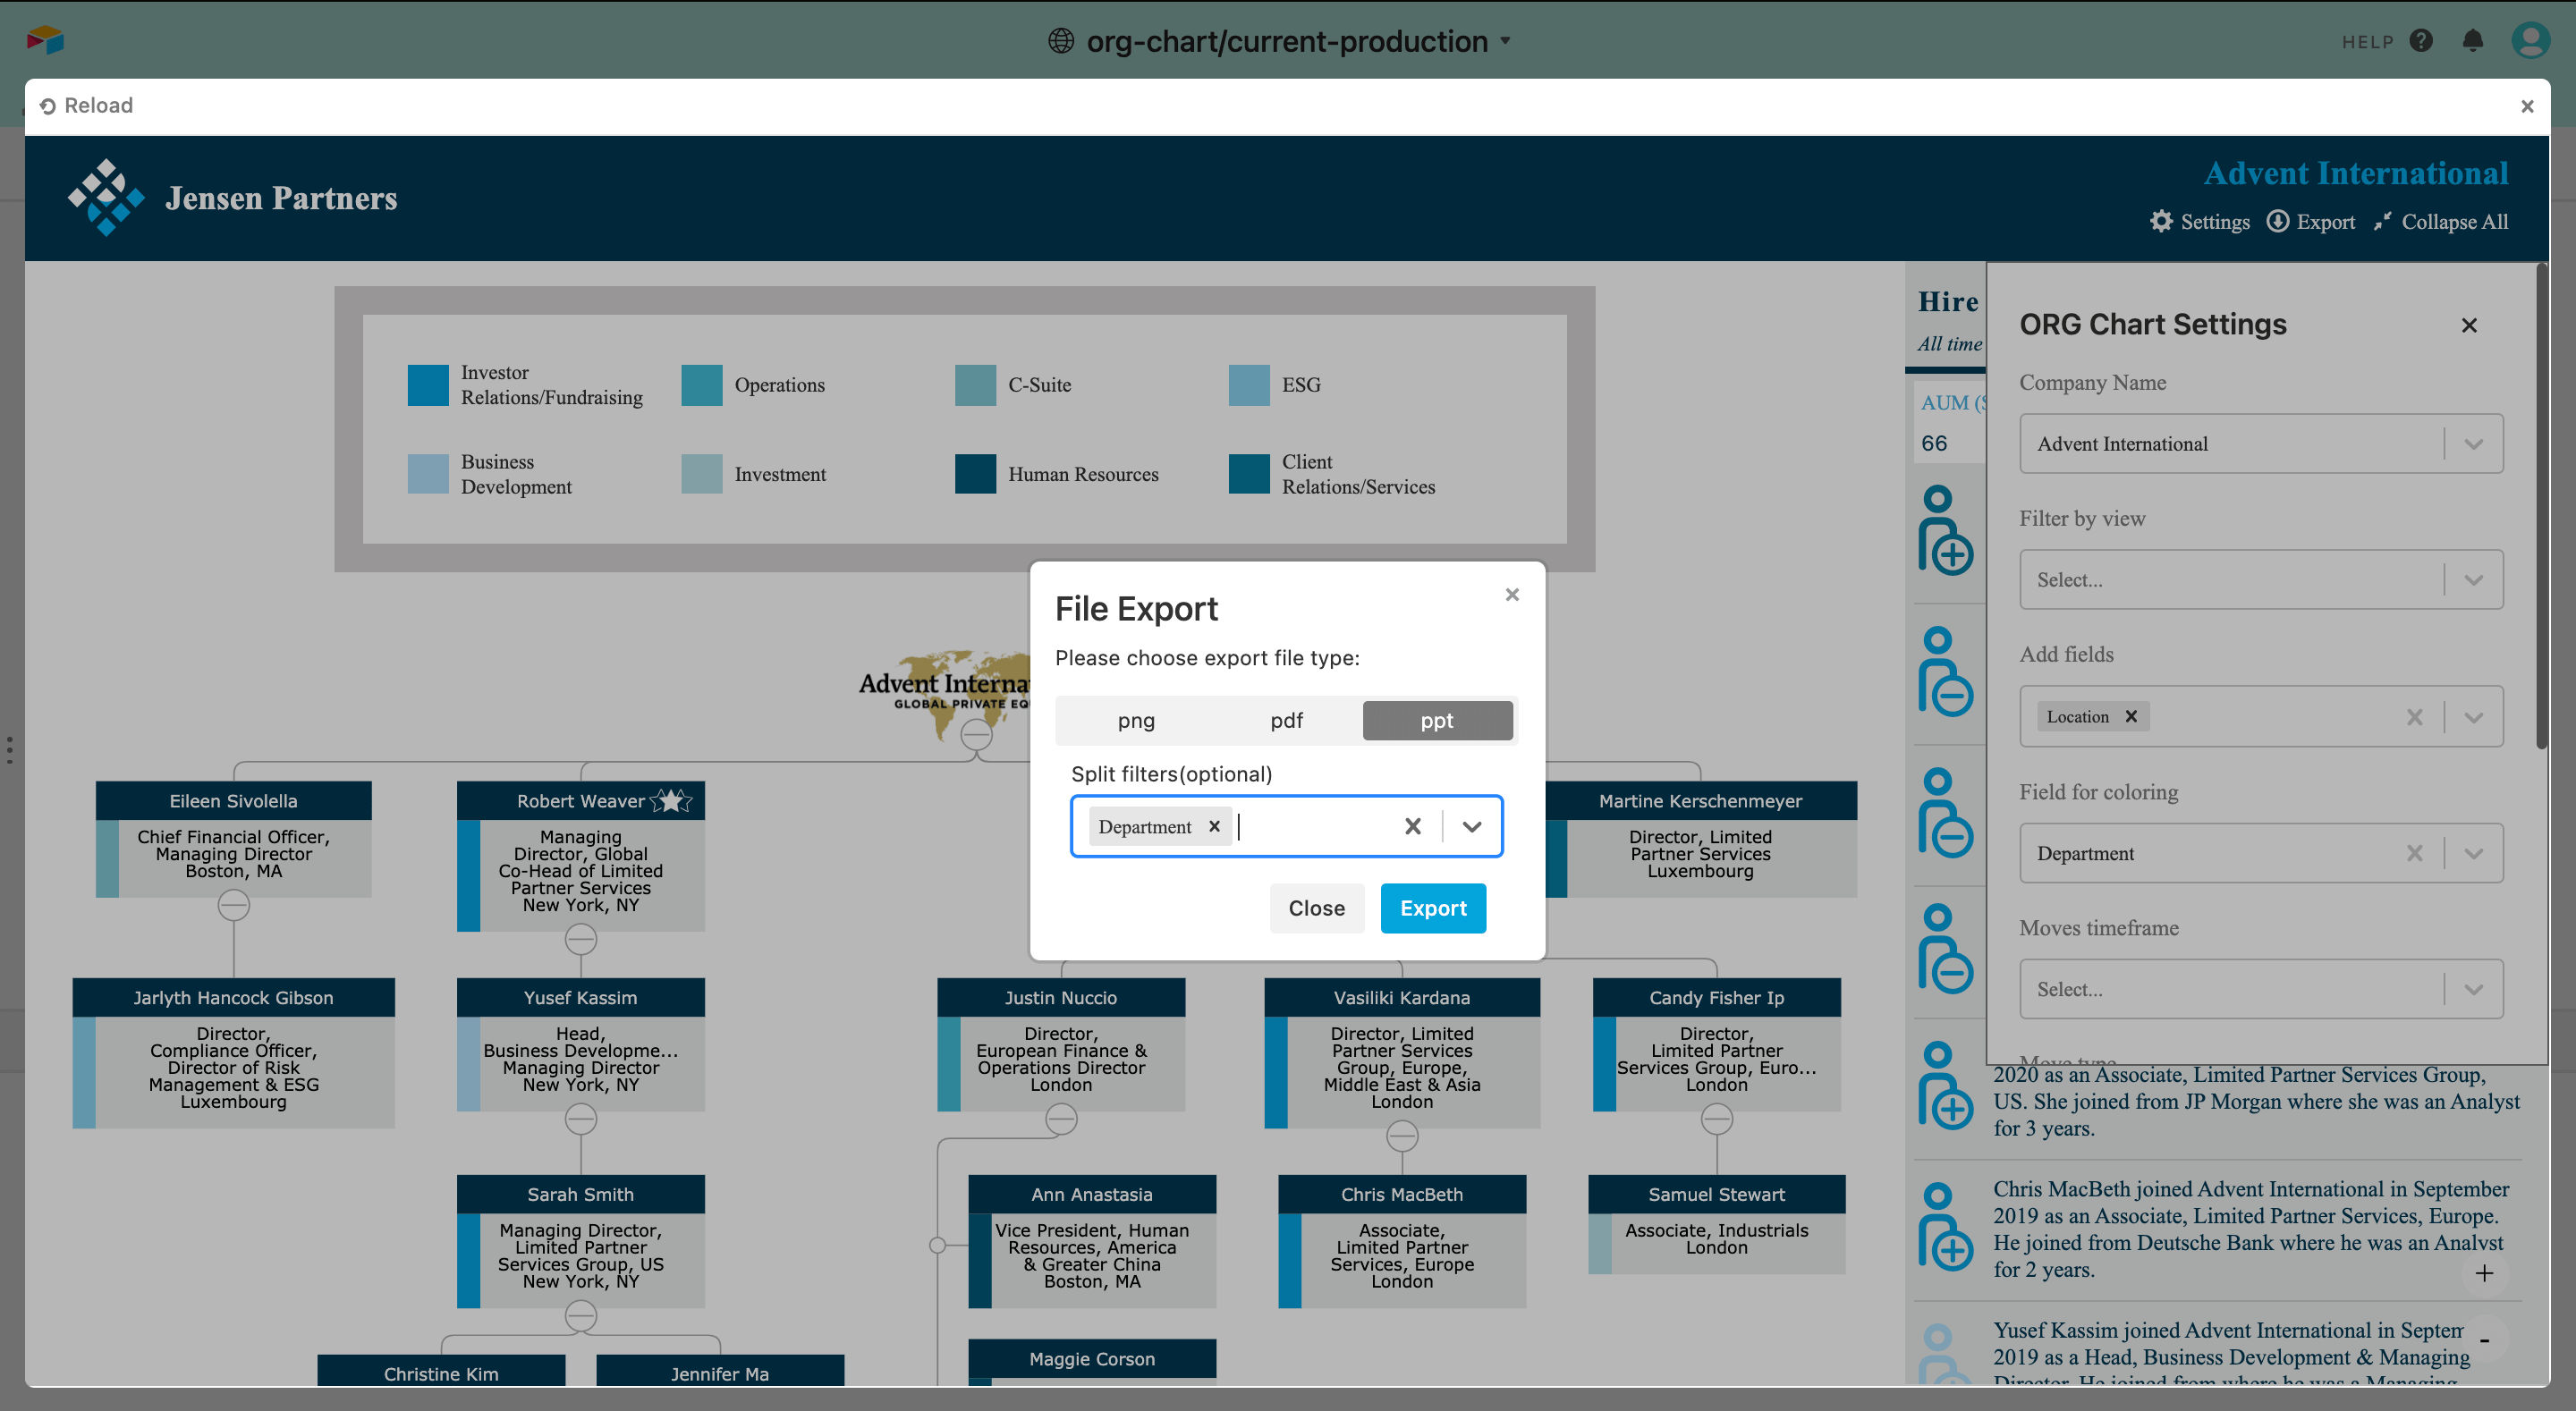 org-chart/current-production
HELP
Reload
Jensen Partners
Advent International
Settings
Export
Collapse All
Investor
Relations/Fundraising
Operations
C-Suite
ESG
Business
Development
Investment
Human Resources
Client
Relations/Services
Hire
All time
AUM ($
66
ORG Chart Settings
Company Name
Advent International
Filter by view
Select...
Add fields
Location
Field for coloring
Department
Moves timeframe
Select...
Move type
File Export
Please choose export file type:
png
pdf
ppt
Split filters(optional)
Department
Close
Export
Advent Interna
GLOBAL PRIVATE EQ
Eileen Sivolella
Chief Financial Officer,
Managing Director
Boston, MA
Robert Weaver
Managing
Director, Global
Co-Head of Limited
Partner Services
New York, NY
Martine Kerschenmeyer
Director, Limited
Partner Services
Luxembourg
Jarlyth Hancock Gibson
Director,
Compliance Officer,
Director of Risk
Management & ESG
Luxembourg
Yusef Kassim
Head,
Business Developme...
Managing Director
New York, NY
Justin Nuccio
Director,
European Finance &
Operations Director
London
Vasiliki Kardana
Director, Limited
Partner Services
Group, Europe,
Middle East & Asia
London
Candy Fisher Ip
Director,
Limited Partner
Services Group, Euro...
London
Sarah Smith
Managing Director,
Limited Partner
Services Group, US
New York, NY
Ann Anastasia
Vice President, Human
Resources, America
& Greater China
Boston, MA
Chris MacBeth
Associate,
Limited Partner
Services, Europe
London
Samuel Stewart
Associate, Industrials
London
Christine Kim
Jennifer Ma
Maggie Corson
2020 as an Associate, Limited Partner Services Group,
US. She joined from JP Morgan where she was an Analyst
for 3 years.
Chris MacBeth joined Advent International in September
2019 as an Associate, Limited Partner Services, Europe.
He joined from Deutsche Bank where he was an Analyst
for 2 years.
Yusef Kassim joined Advent International in Septem
2019 as a Head, Business Development & Managing
Director. He joined from where he was a Managing